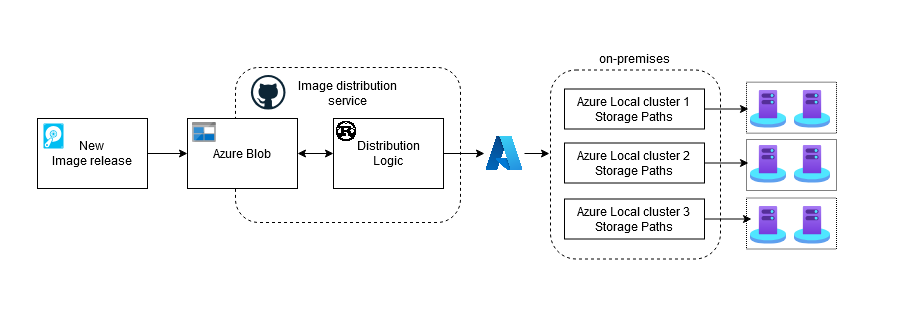 on-premises
Image distribution
service
New
Image release
Azure Blob
Distribution
Logic
Azure Local cluster 1
Storage Paths
Azure Local cluster 2
Storage Paths
Azure Local cluster 3
Storage Paths